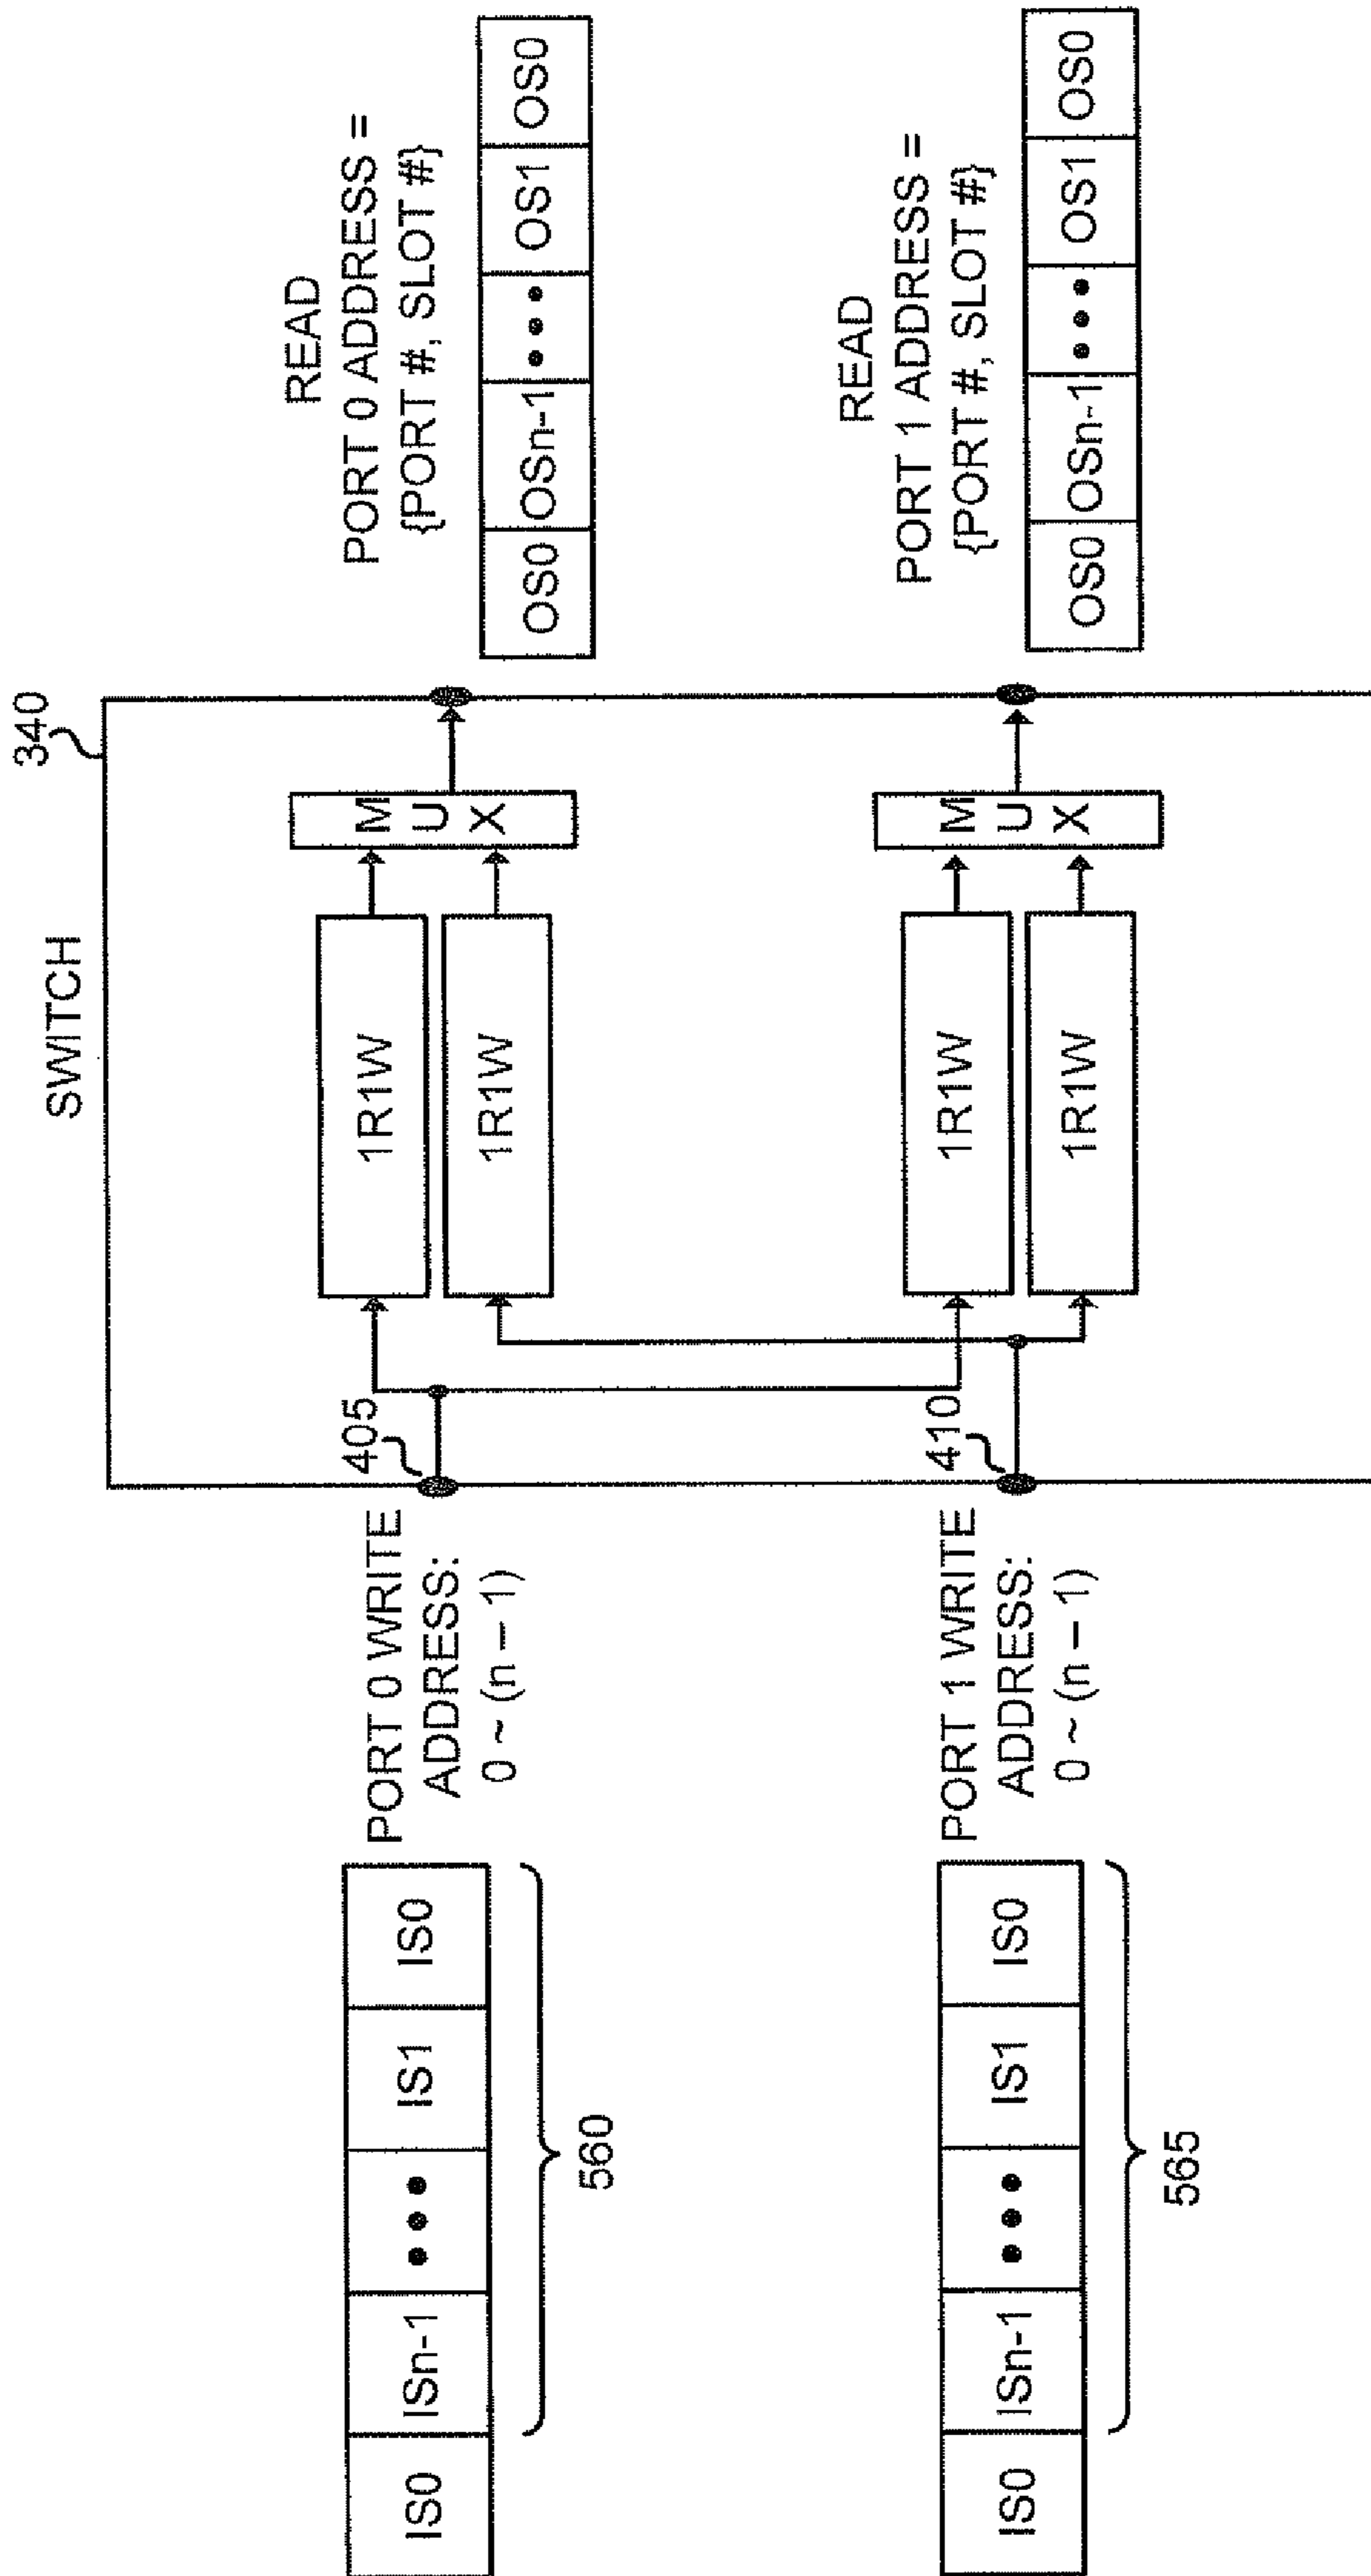 SWITCH
340
IS0
ISn-1
•••
IS1
IS0
560
PORT 0 WRITE
ADDRESS:
0 ~ (n – 1)
405
1R1W
1R1W
M
U
X
READ
PORT 0 ADDRESS =
{PORT #, SLOT #}
OS0
OSn-1
•••
OS1
OS0
IS0
ISn-1
•••
IS1
IS0
565
PORT 1 WRITE
ADDRESS:
0 ~ (n – 1)
410
1R1W
1R1W
M
U
X
READ
PORT 1 ADDRESS =
{PORT #, SLOT #}
OS0
OSn-1
•••
OS1
OS0